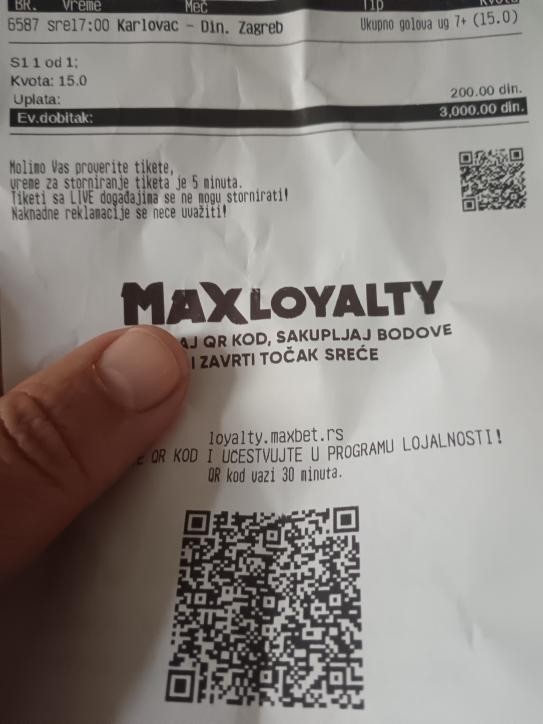 BR. Vreme Meč Tip Kvota
6587 sre17:00 Karlovac - Din. Zagreb Ukupno golova ug 7+ (15.0)
S1 1 od 1;
Kvota: 15.0
Uplata: 200.00 din.
Ev.dobitak: 3,000.00 din.
Molimo Vas proverite tikete,
vreme za storniranje tiketa je 5 minuta.
Tiketi sa LIVE događajima se ne mogu stornirati!
Naknadne reklamacije se nece uvažiti!
MAXLOYALTY
QR KOD, SAKUPLJAJ BODOVE
I ZAVRTI TOČAK SREĆE
loyalty.maxbet.rs
QR KOD I UČESTVUJTE U PROGRAMU LOJALNOSTI!
QR kod vazi 30 minuta.